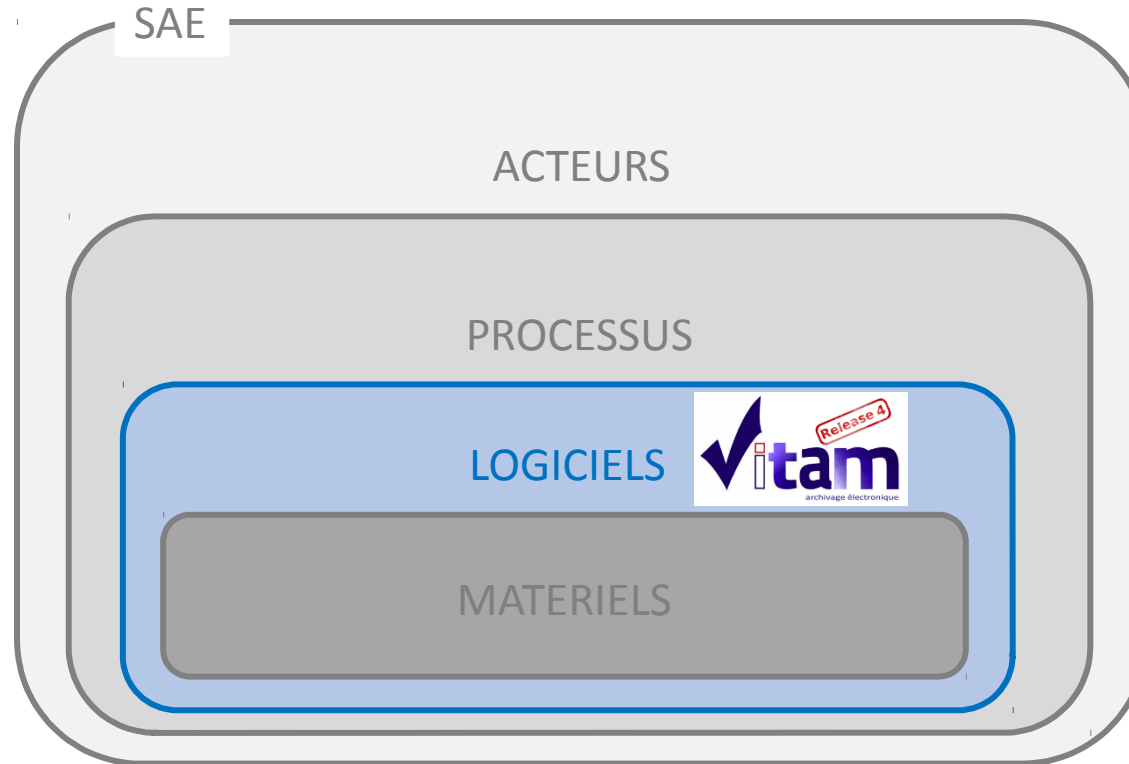 SAE
ACTEURS
PROCESSUS
LOGICIELS
Vitam
Release 4
archivage électronique
MATERIELS